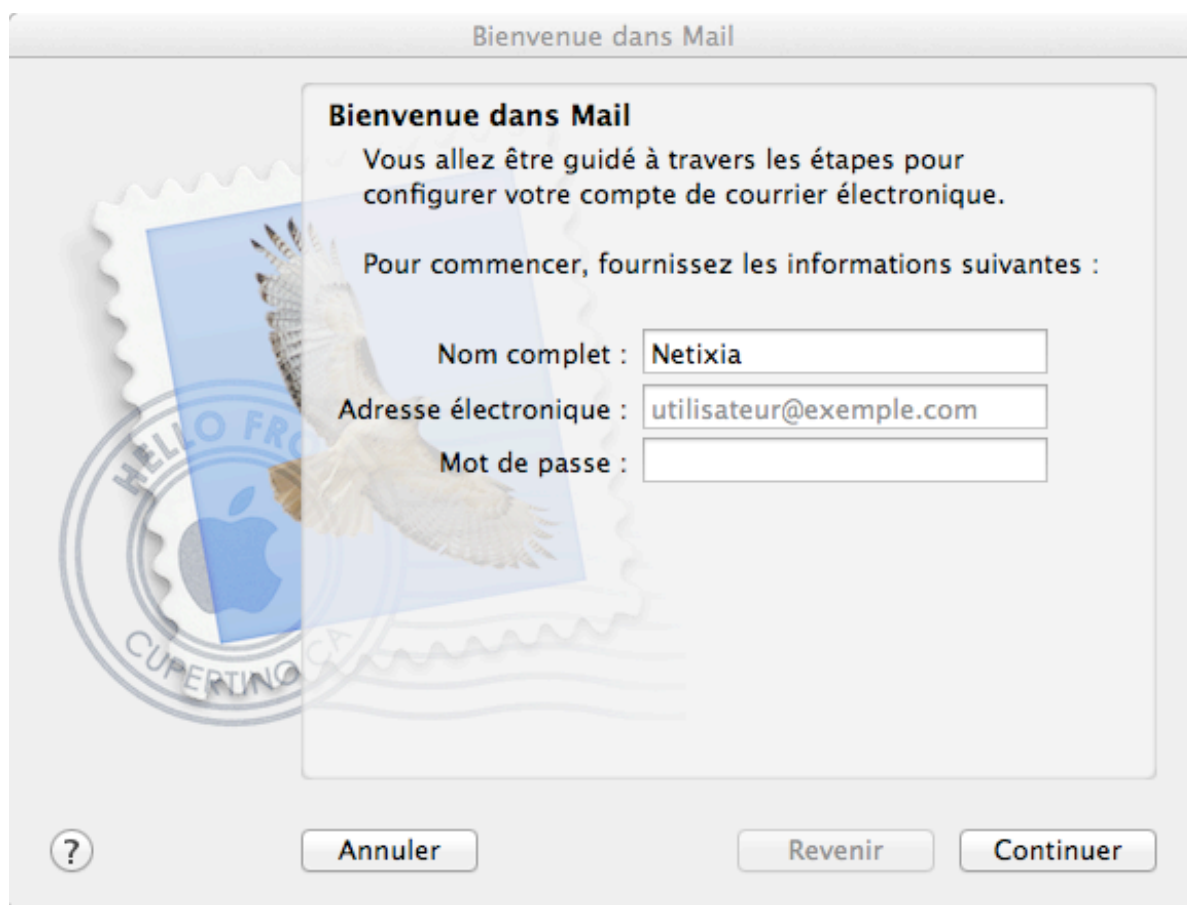 Bienvenue dans Mail
Bienvenue dans Mail
Vous allez être guidé à travers les étapes pour
configurer votre compte de courrier électronique.
Pour commencer, fournissez les informations suivantes :
Nom complet : Netixia
Adresse électronique : utilisateur@exemple.com
Mot de passe :
HELLO FRO
CUPERTINO CA
? Annuler Revenir Continuer